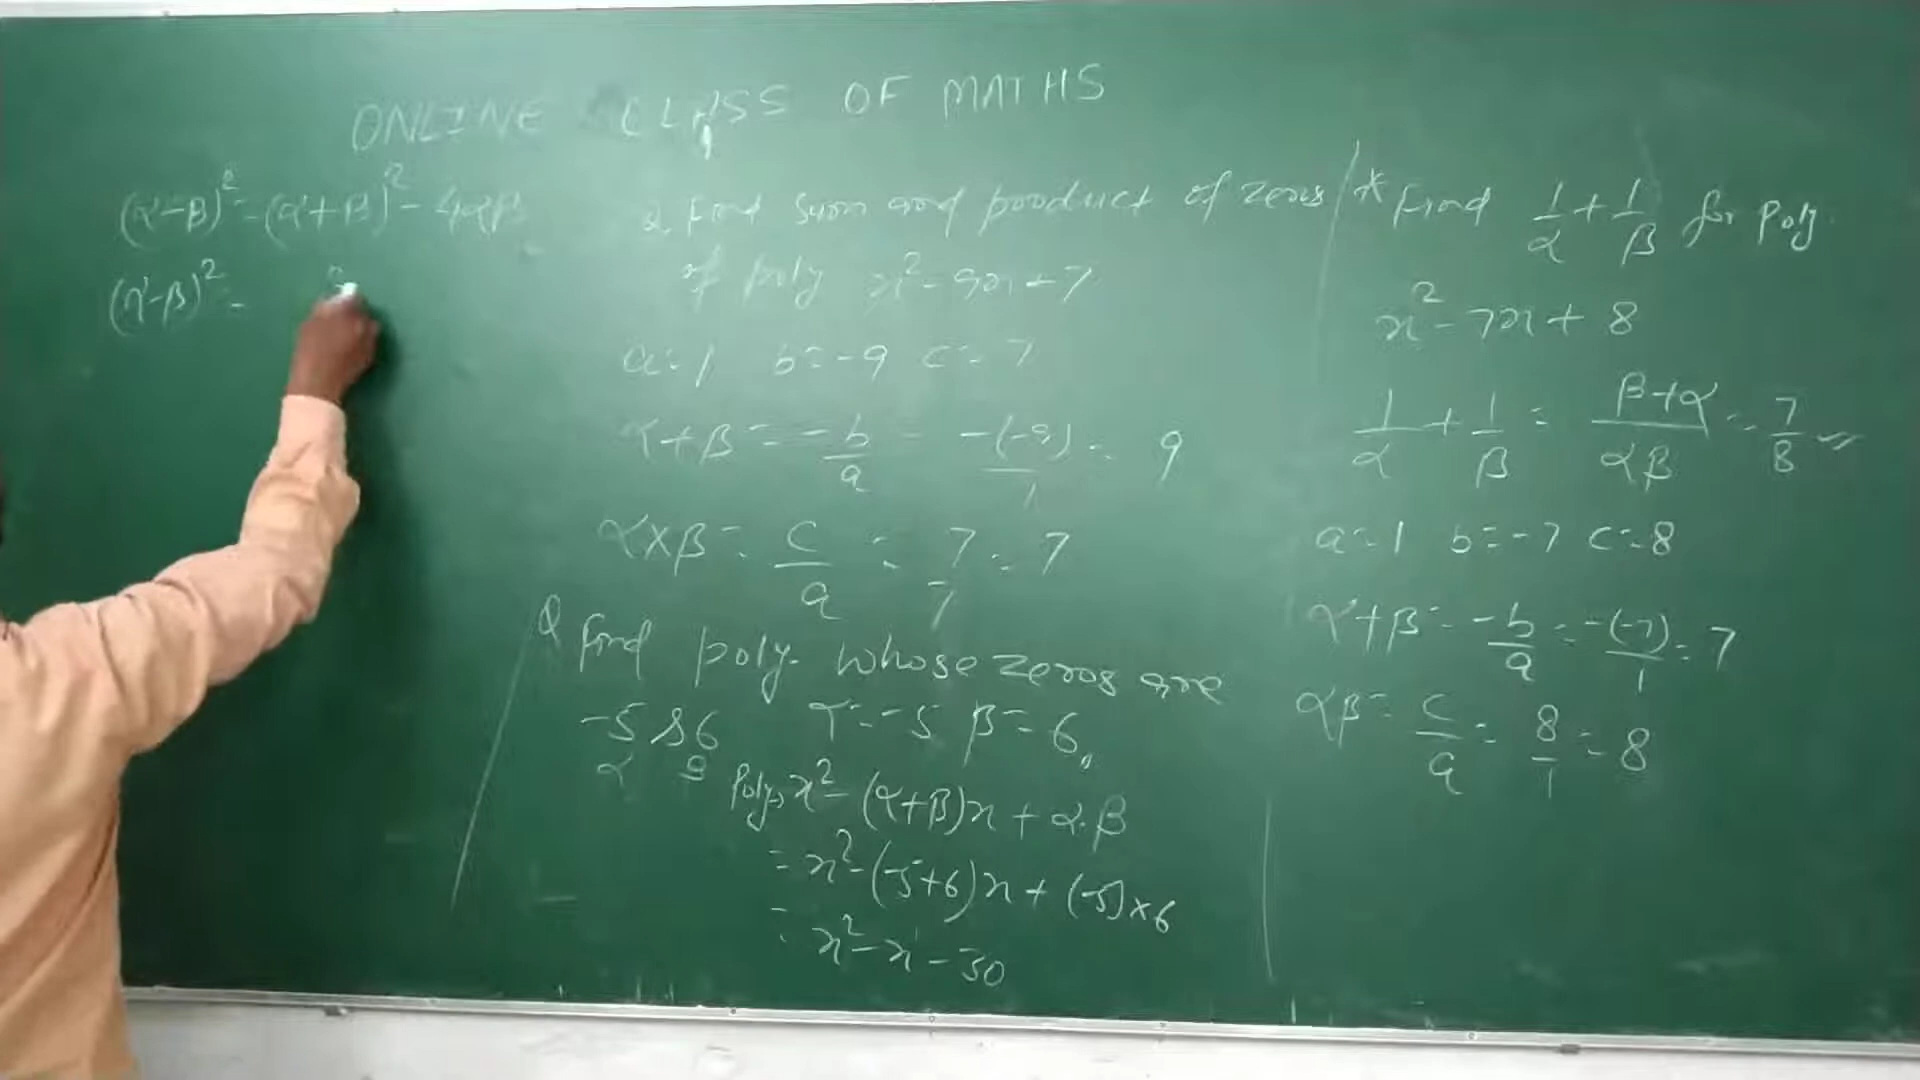 ONLINE CLASS OF MATHS
(α-β)² = (α+β)² - 4αβ
(α-β)² = 2
Q Find sum and product of zeros
of poly x² - 9x + 7
a=1 b=-9 c=7
α+β = -b/a = -(-9)/1 = 9
α×β = c/a = 7/7 = 7
Q find poly. whose zeros are
-5 & 6 α=-5 β=6
α β
Poly x² - (α+β)x + α.β
= x² - (-5+6)x + (-5)×6
= x² - x - 30
* Find 1/α + 1/β for poly.
x² - 7x + 8
1/α + 1/β = β+α/αβ = 7/8
a=1 b=-7 c=8
α+β = -b/a = -(-7)/1 = 7
αβ = c/a = 8/1 = 8